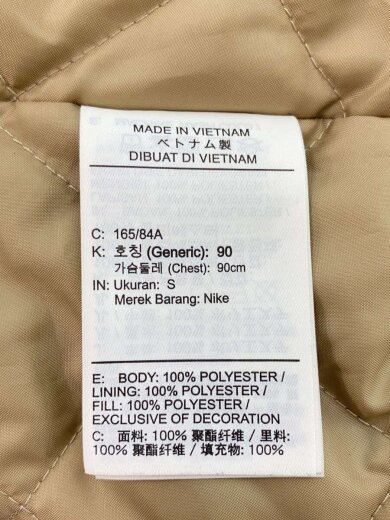 MADE IN VIETNAM
ベトナム製
DIBUAT DI VIETNAM
C: 165/84A
K: 호칭 (Generic): 90
가슴둘레 (Chest): 90cm
IN: Ukuran: S
Merek Barang: Nike
E: BODY: 100% POLYESTER /
LINING: 100% POLYESTER /
FILL: 100% POLYESTER /
EXCLUSIVE OF DECORATION
C: 面料: 100% 聚酯纤维 / 里料:
100% 聚酯纤维 / 填充物: 100%